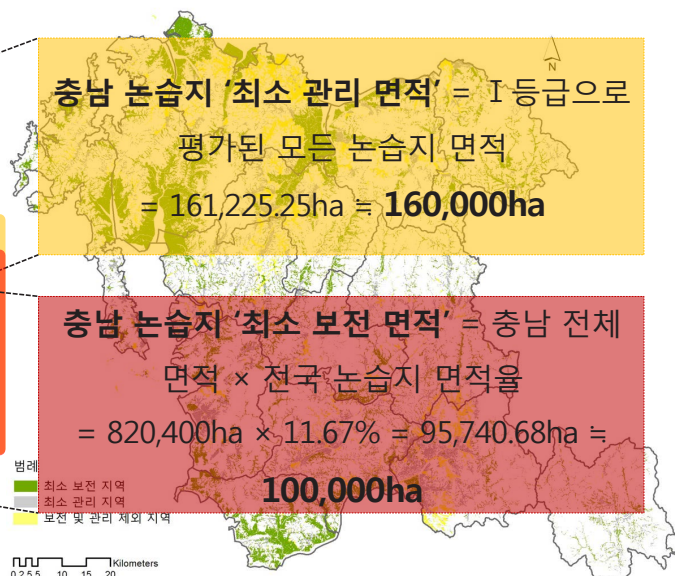 N
충남 논습지 ‘최소 관리 면적’ = Ⅰ등급으로
평가된 모든 논습지 면적
= 161,225.25ha ≒ 160,000ha
충남 논습지 ‘최소 보전 면적’ = 충남 전체
면적 × 전국 논습지 면적율
= 820,400ha × 11.67% = 95,740.68ha ≒
100,000ha
범례
최소 보전 지역
최소 관리 지역
보전 및 관리 제외 지역
Kilometers
0 2.5 5 10 15 20